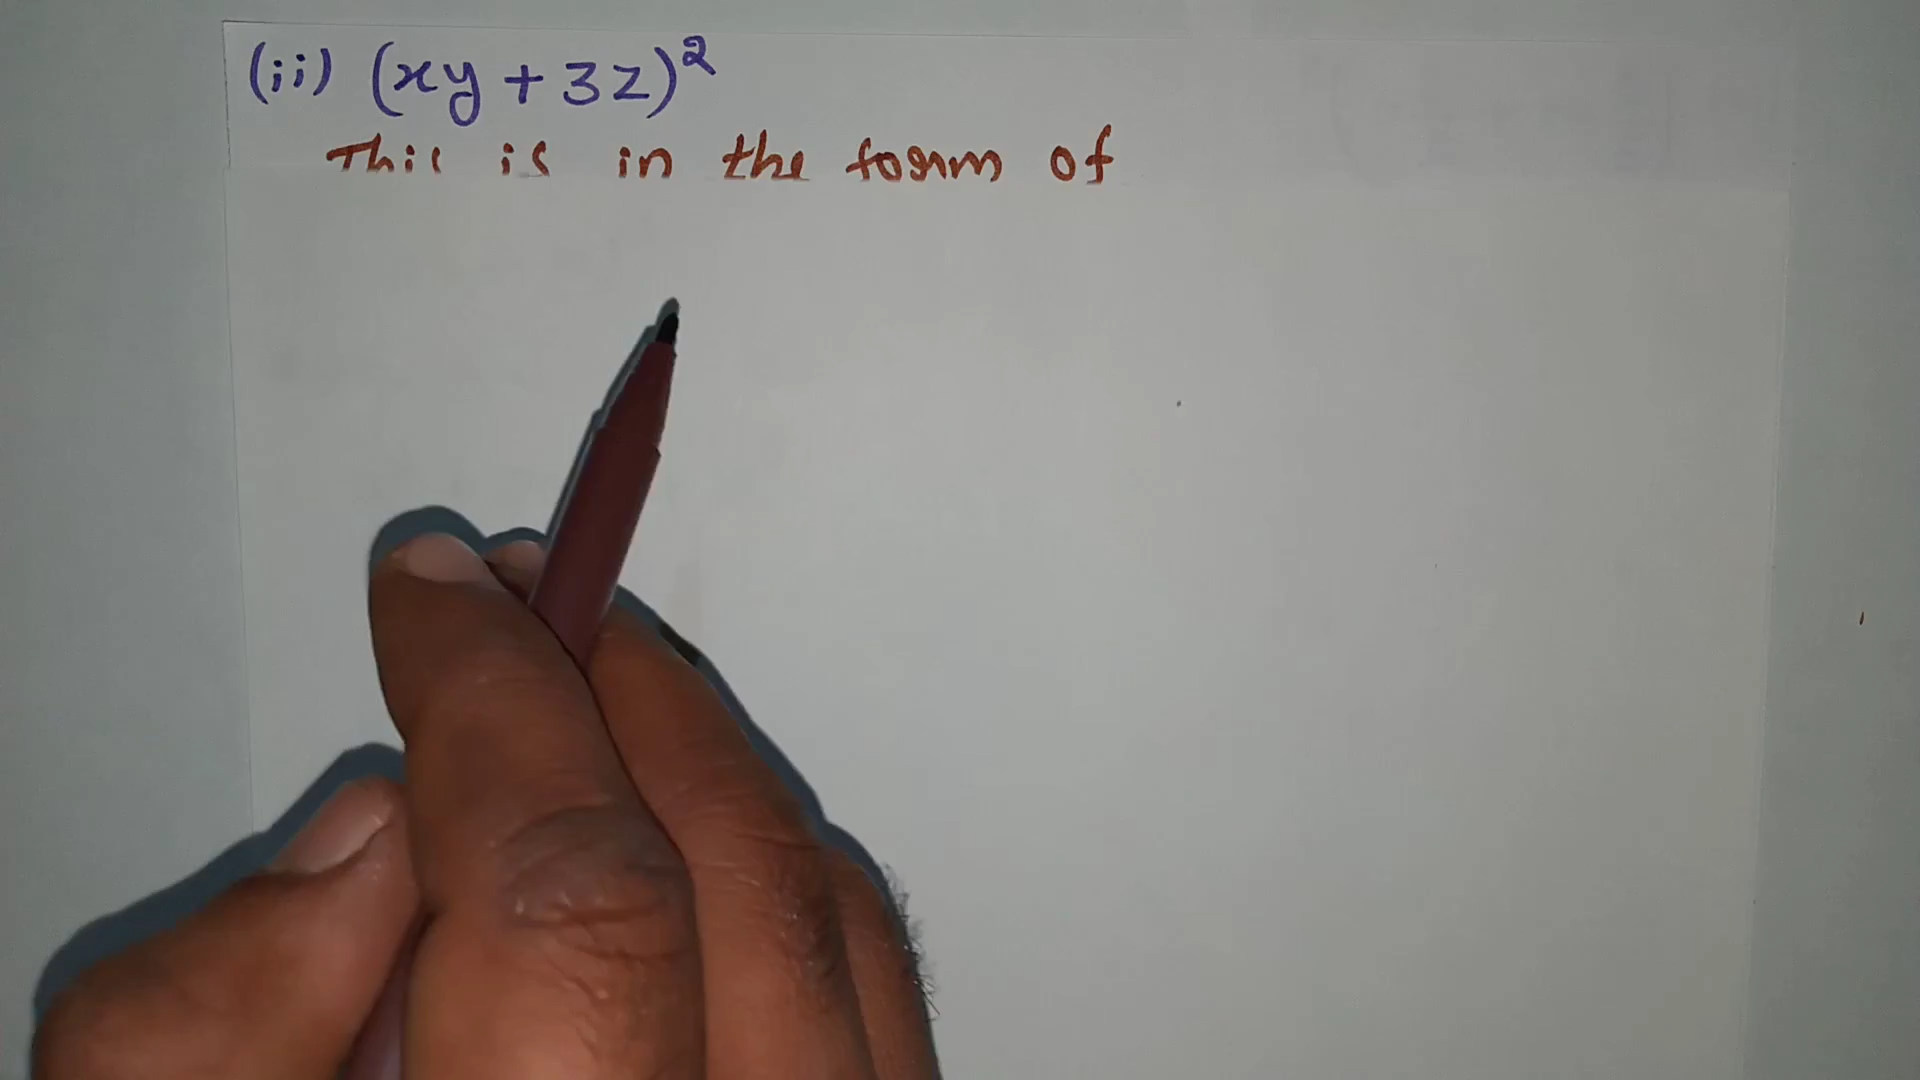 (ii) (xy + 3z)²
This is in the form of